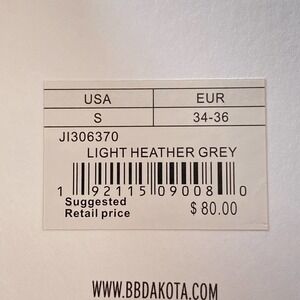 USA EUR
S 34-36
JI306370
LIGHT HEATHER GREY
1 92115 09008 0
Suggested
Retail price $80.00
WWW.BBDAKOTA.COM